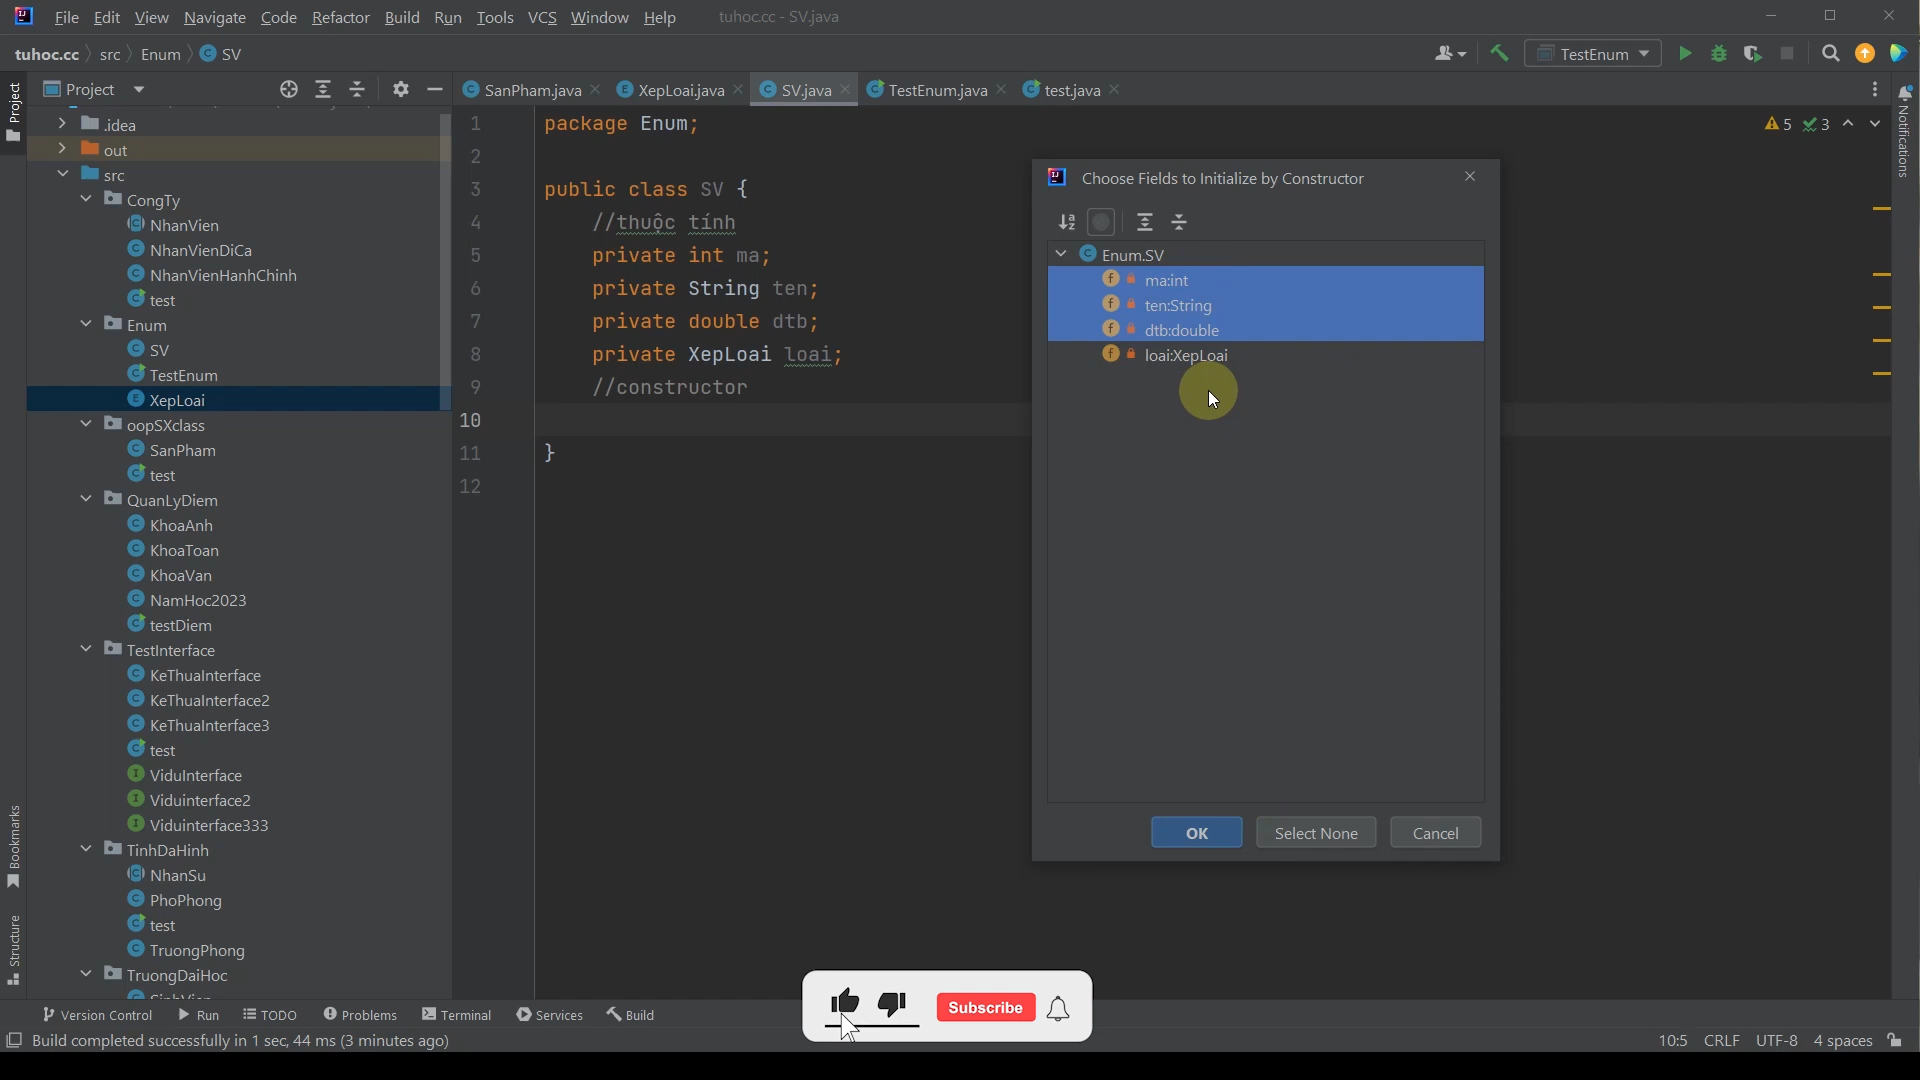 File Edit View Navigate Code Refactor Build Run Tools VCS Window Help tuhoc.cc - SV.java
tuhoc.cc src Enum SV TestEnum
Project
SanPham.java XepLoai.java SV.java TestEnum.java test.java
Project
.idea
out
src
CongTy
NhanVien
NhanVienDiCa
NhanVienHanhChinh
test
Enum
SV
TestEnum
XepLoai
oopSXclass
SanPham
test
QuanLyDiem
KhoaAnh
KhoaToan
KhoaVan
NamHoc2023
testDiem
TestInterface
KeThuaInterface
KeThuaInterface2
KeThuaInterface3
test
ViduInterface
Viduinterface2
Viduinterface333
TinhDaHinh
NhanSu
PhoPhong
test
TruongPhong
TruongDaiHoc
Bookmarks
Structure
1 package Enum;
2
3 public class SV {
4 //thuộc tính
5 private int ma;
6 private String ten;
7 private double dtb;
8 private XepLoai loai;
9 //constructor
10
11 }
12
5 3
Notifications
Choose Fields to Initialize by Constructor
Enum.SV
ma:int
ten:String
dtb:double
loai:XepLoai
OK Select None Cancel
Subscribe
Version Control Run TODO Problems Terminal Services Build
Build completed successfully in 1 sec, 44 ms (3 minutes ago) 10:5 CRLF UTF-8 4 spaces